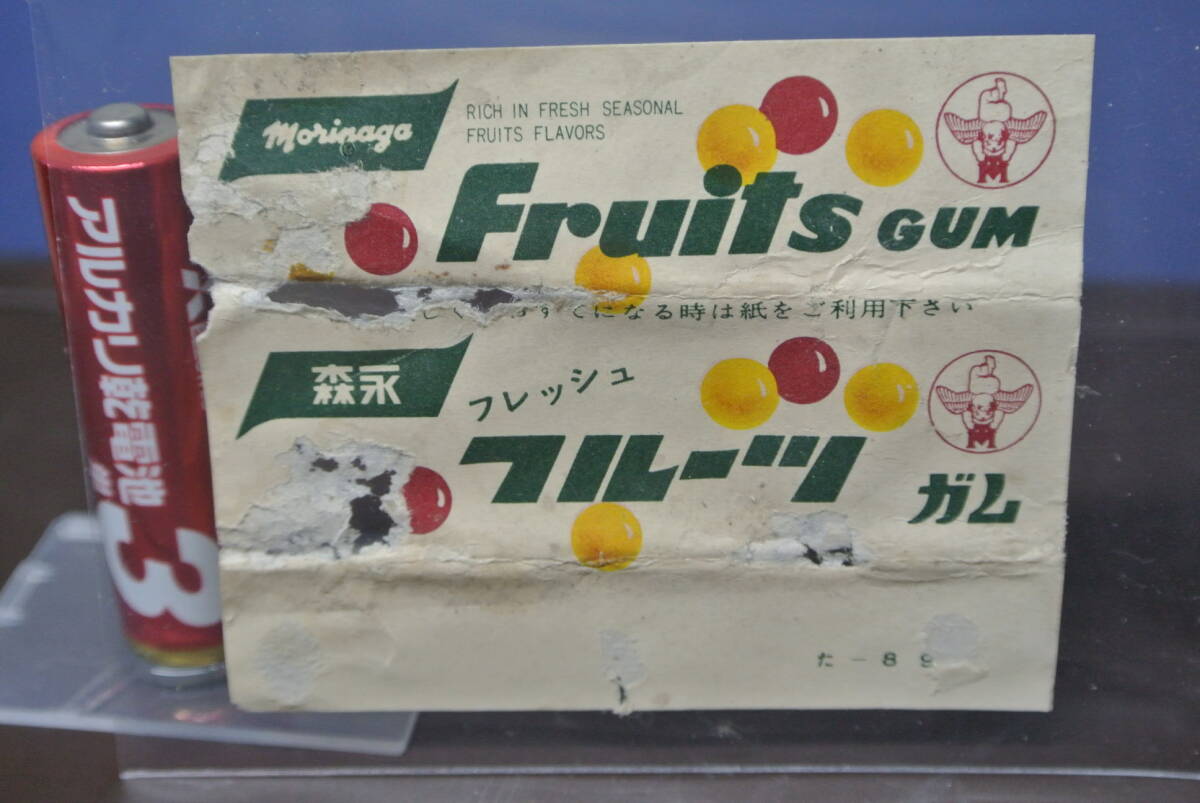 Morinaga
RICH IN FRESH SEASONAL
FRUITS FLAVORS
Fruits GUM
M
になる時は紙をご利用下さい
森永
フレッシュ
フルーツ
ガム
M
た－89
アルカリ乾電池
3